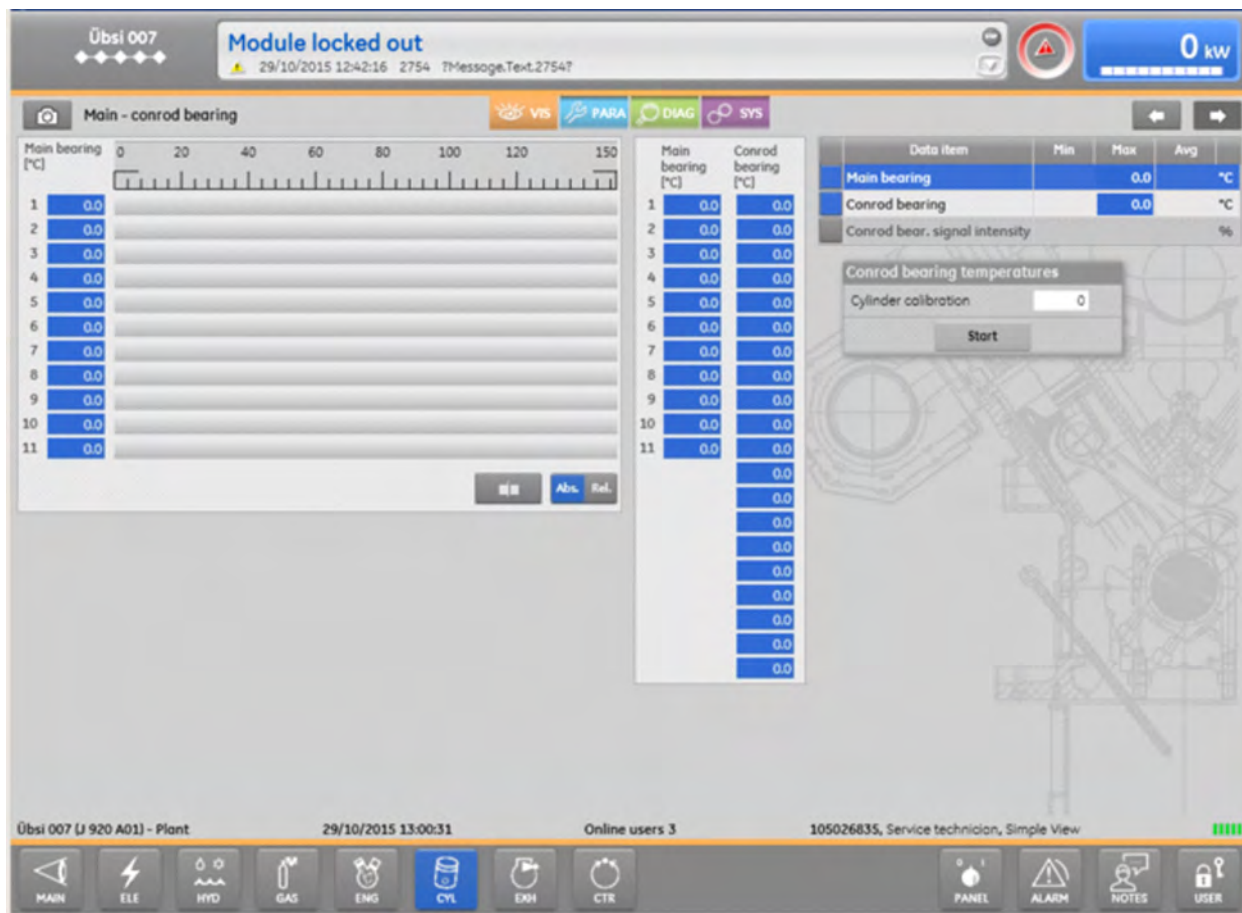 Übsi 007
Module locked out
29/10/2015 12:42:16 2754 ?Message.Text.2754?
0 kW
Main - conrod bearing
VIS PARA DIAG SYS
Main bearing [°C]
0 20 40 60 80 100 120 150
1 0.0
2 0.0
3 0.0
4 0.0
5 0.0
6 0.0
7 0.0
8 0.0
9 0.0
10 0.0
11 0.0
Abs. Rel.
Main bearing [°C] Conrod bearing [°C]
1 0.0 0.0
2 0.0 0.0
3 0.0 0.0
4 0.0 0.0
5 0.0 0.0
6 0.0 0.0
7 0.0 0.0
8 0.0 0.0
9 0.0 0.0
10 0.0 0.0
11 0.0 0.0
0.0
0.0
0.0
0.0
0.0
0.0
0.0
0.0
0.0
Data item Min Max Avg
Main bearing 0.0 °C
Conrod bearing 0.0 °C
Conrod bear. signal intensity %
Conrod bearing temperatures
Cylinder calibration 0
Start
Übsi 007 (J 920 A01) - Plant 29/10/2015 13:00:31 Online users 3 105026835, Service technician, Simple View
MAIN ELE HYD GAS ENG CYL EXH CTR PANEL ALARM NOTES USER